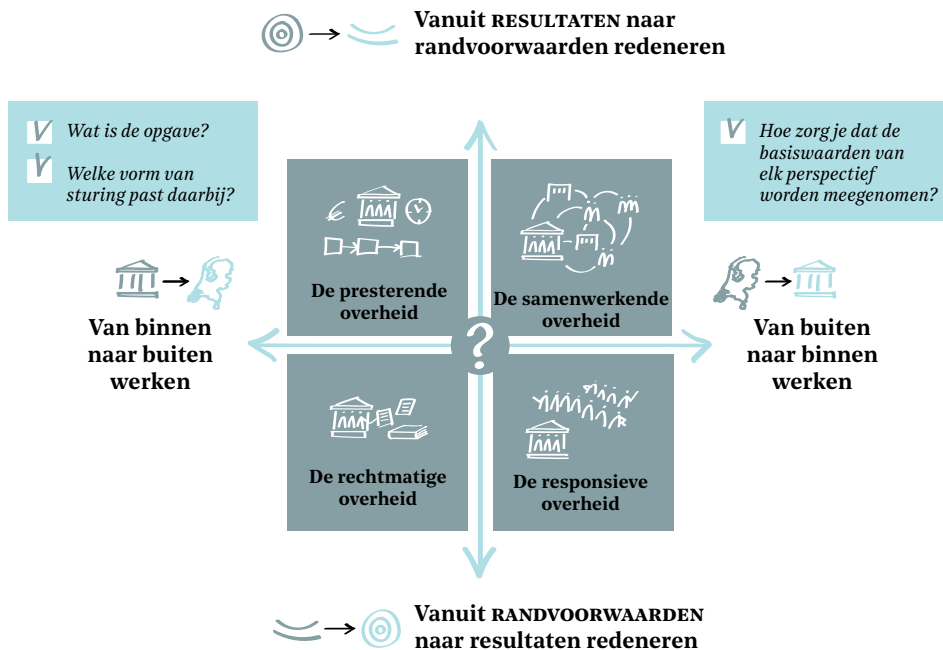 Vanuit RESULTATEN naar
randvoorwaarden redeneren
Wat is de opgave?
Welke vorm van
sturing past daarbij?
Hoe zorg je dat de
basiswaarden van
elk perspectief
worden meegenomen?
De presterende
overheid
De samenwerkende
overheid
Van binnen
naar buiten
werken
?
Van buiten
naar binnen
werken
De rechtmatige
overheid
De responsieve
overheid
Vanuit RANDVOORWAARDEN
naar resultaten redeneren